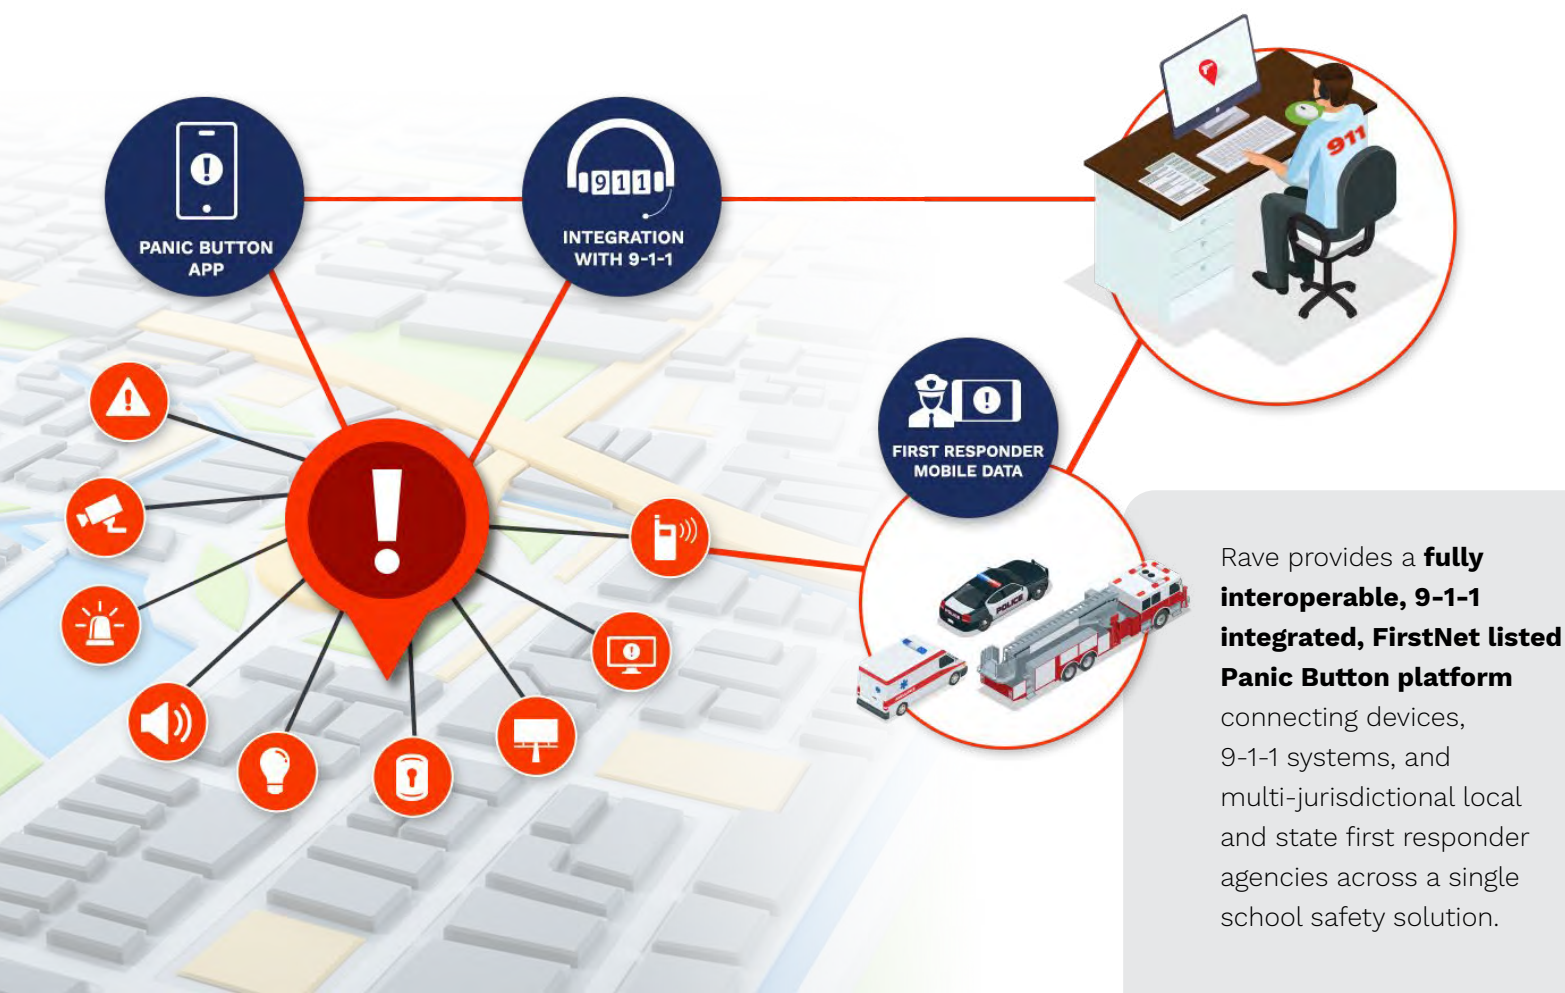 PANIC BUTTON
APP
911
INTEGRATION
WITH 9-1-1
911
FIRST RESPONDER
MOBILE DATA
POLICE
AMBULANCE
Rave provides a fully
interoperable, 9-1-1
integrated, FirstNet listed
Panic Button platform
connecting devices,
9-1-1 systems, and
multi-jurisdictional local
and state first responder
agencies across a single
school safety solution.